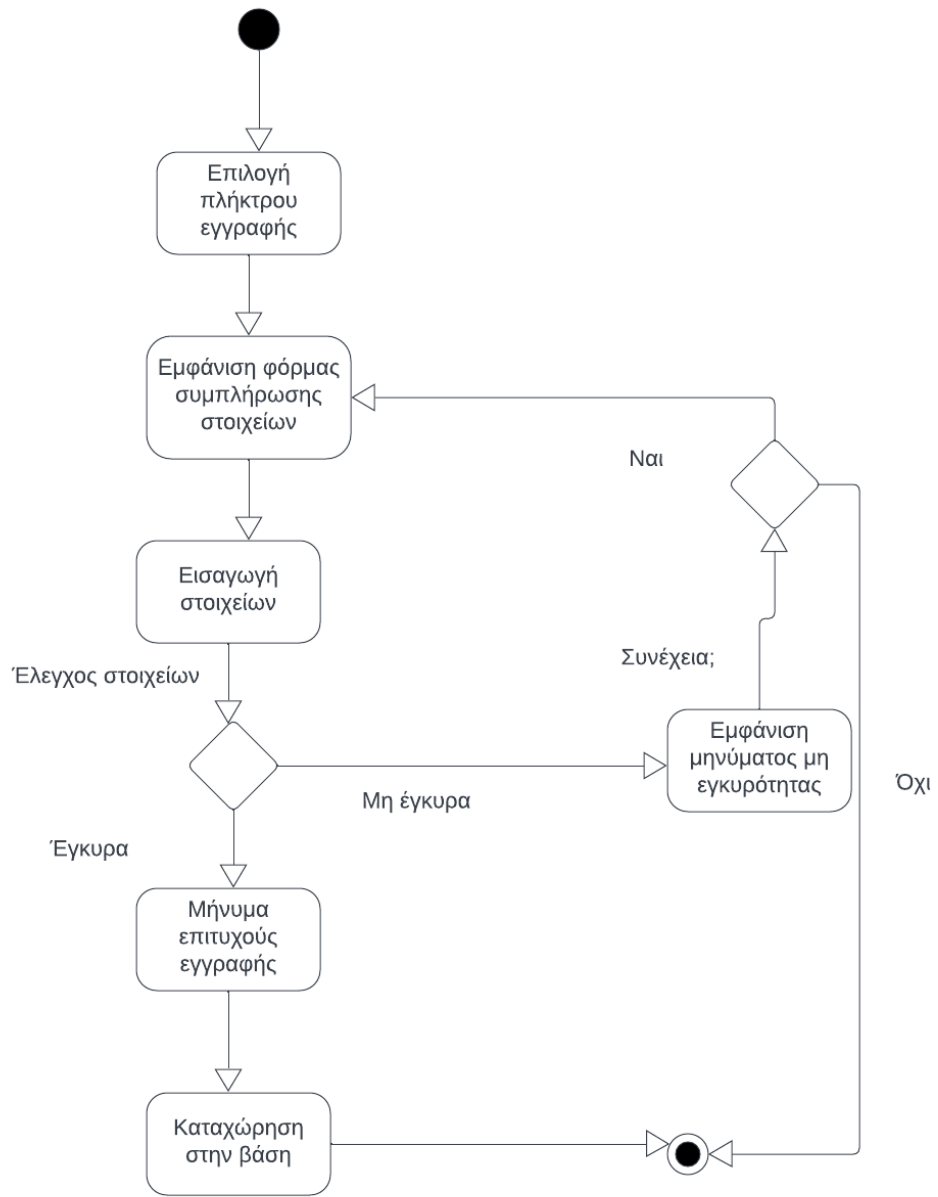 Επιλογή
πλήκτρου
εγγραφής
Εμφάνιση φόρμας
συμπλήρωσης
στοιχείων
Ναι
Εισαγωγή
στοιχείων
Έλεγχος στοιχείων
Συνέχεια;
Εμφάνιση
μηνύματος μη
εγκυρότητας
Όχι
Μη έγκυρα
Έγκυρα
Μήνυμα
επιτυχούς
εγγραφής
Καταχώρηση
στην βάση